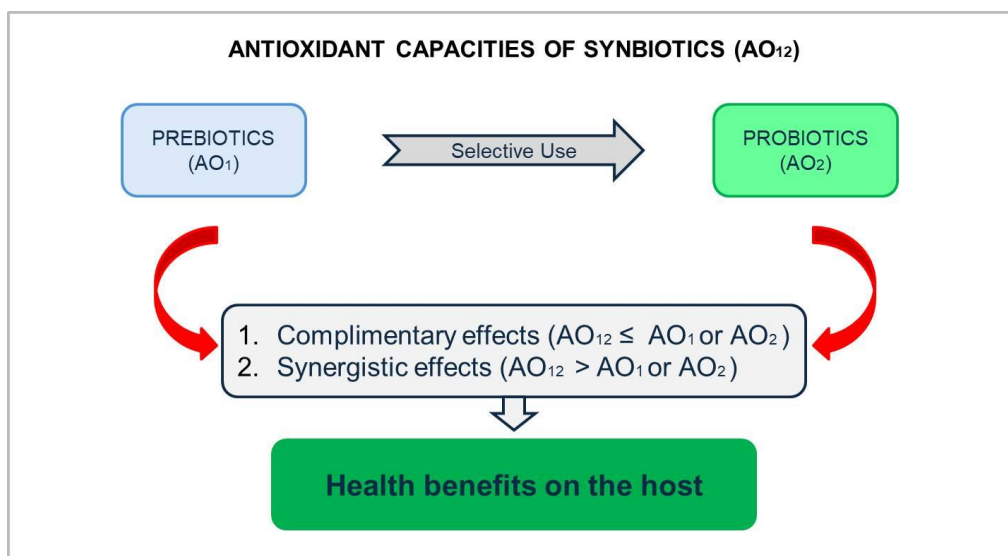 ANTIOXIDANT CAPACITIES OF SYNBIOTICS (AO₁₂)
PREBIOTICS
(AO₁)
Selective Use
PROBIOTICS
(AO₂)
1. Complimentary effects (AO₁₂ ≤ AO₁ or AO₂ )
2. Synergistic effects (AO₁₂ > AO₁ or AO₂ )
Health benefits on the host